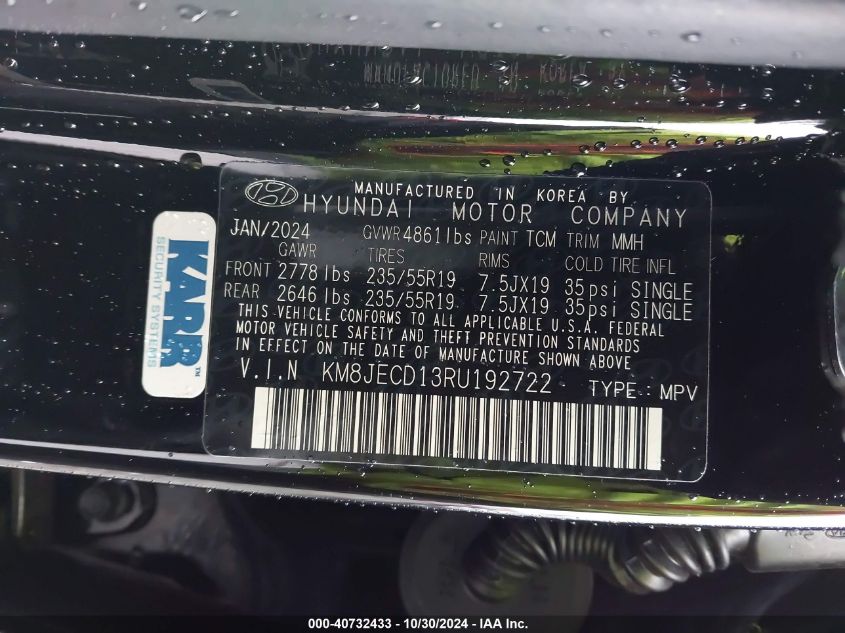 MANUFACTURED IN KOREA BY
HYUNDAI MOTOR COMPANY
JAN/2024 GVWR 4861 lbs PAINT TCM TRIM MMH
GAWR TIRES RIMS COLD TIRE INFL
FRONT 2778 lbs 235/55R19 7.5JX19 35psi SINGLE
REAR 2646 lbs 235/55R19 7.5JX19 35psi SINGLE
THIS VEHICLE CONFORMS TO ALL APPLICABLE U.S.A. FEDERAL
MOTOR VEHICLE SAFETY AND THEFT PREVENTION STANDARDS
IN EFFECT ON THE DATE OF MANUFACTURE SHOWN ABOVE
V.I.N KM8JECD13RU192722 TYPE: MPV
KARR
SECURITY SYSTEMS
000-40732433 - 10/30/2024 - IAA Inc.